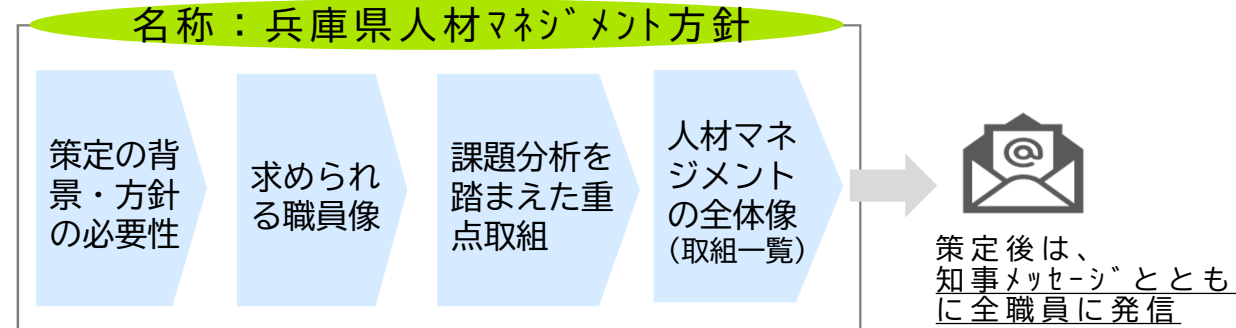 名称：兵庫県人材ﾏﾈｼﾞﾒﾝﾄ方針
策定の背
景・方針
の必要性
求められ
る職員像
課題分析を
踏まえた重
点取組
人材マネ
ジメント
の全体像
（取組一覧）
@
策定後は、
知事ﾒｯｾｰｼﾞととも
に全職員に発信